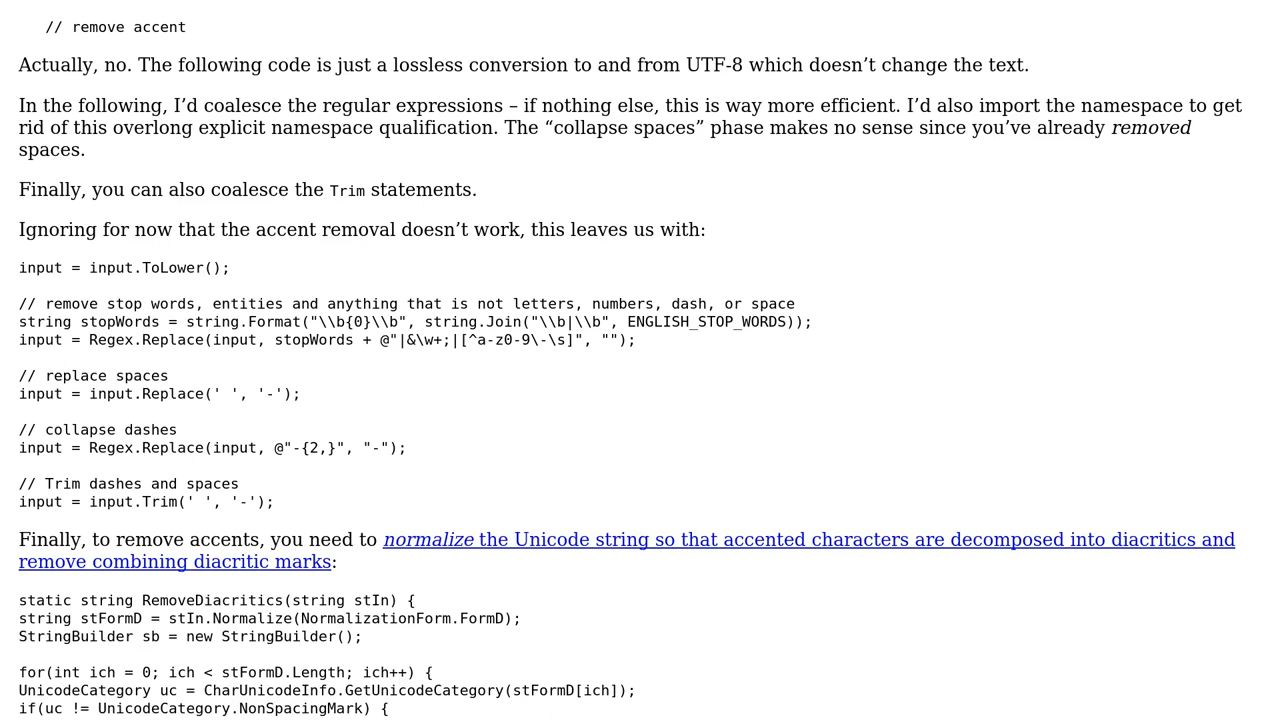 // remove accent
Actually, no. The following code is just a lossless conversion to and from UTF-8 which doesn’t change the text.
In the following, I’d coalesce the regular expressions – if nothing else, this is way more efficient. I’d also import the namespace to get
rid of this overlong explicit namespace qualification. The “collapse spaces” phase makes no sense since you’ve already removed
spaces.
Finally, you can also coalesce the Trim statements.
Ignoring for now that the accent removal doesn’t work, this leaves us with:
input = input.ToLower();
// remove stop words, entities and anything that is not letters, numbers, dash, or space
string stopWords = string.Format("\\b{0}\\b", string.Join("\\b|\\b", ENGLISH_STOP_WORDS));
input = Regex.Replace(input, stopWords + @"|&\w+;|[^a-z0-9\-\s]", "");
// replace spaces
input = input.Replace(' ', '-');
// collapse dashes
input = Regex.Replace(input, @"-{2,}", "-");
// Trim dashes and spaces
input = input.Trim(' ', '-');
Finally, to remove accents, you need to normalize the Unicode string so that accented characters are decomposed into diacritics and
remove combining diacritic marks:
static string RemoveDiacritics(string stIn) {
string stFormD = stIn.Normalize(NormalizationForm.FormD);
StringBuilder sb = new StringBuilder();
for(int ich = 0; ich < stFormD.Length; ich++) {
UnicodeCategory uc = CharUnicodeInfo.GetUnicodeCategory(stFormD[ich]);
if(uc != UnicodeCategory.NonSpacingMark) {